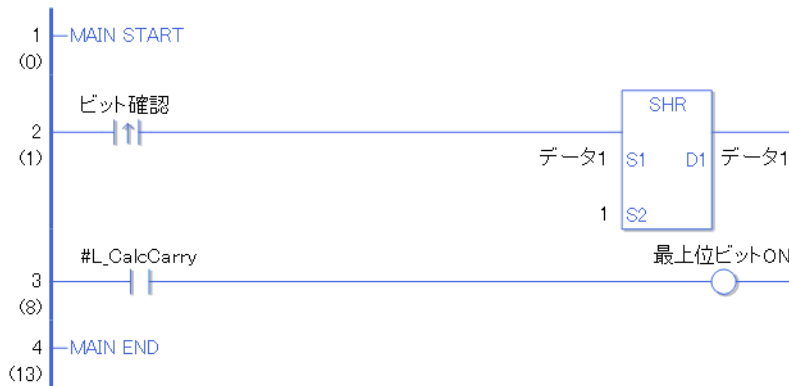 1 MAIN START
(0)
ビット確認
SHR
2
(1) データ1 S1 D1 データ1
1 S2
#L_CalcCarry 最上位ビットON
3
(8)
4 MAIN END
(13)